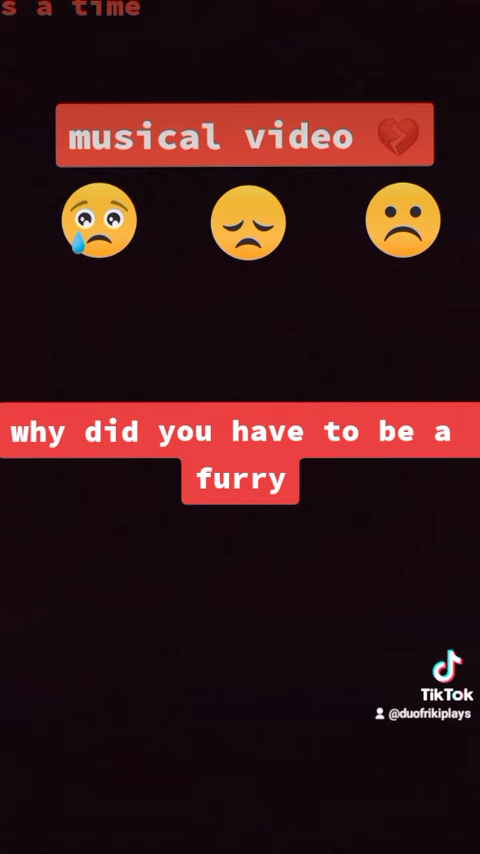 s a time
musical video 💔
😢 😞 🙁
why did you have to be a
furry
TikTok
@duofrikiplays